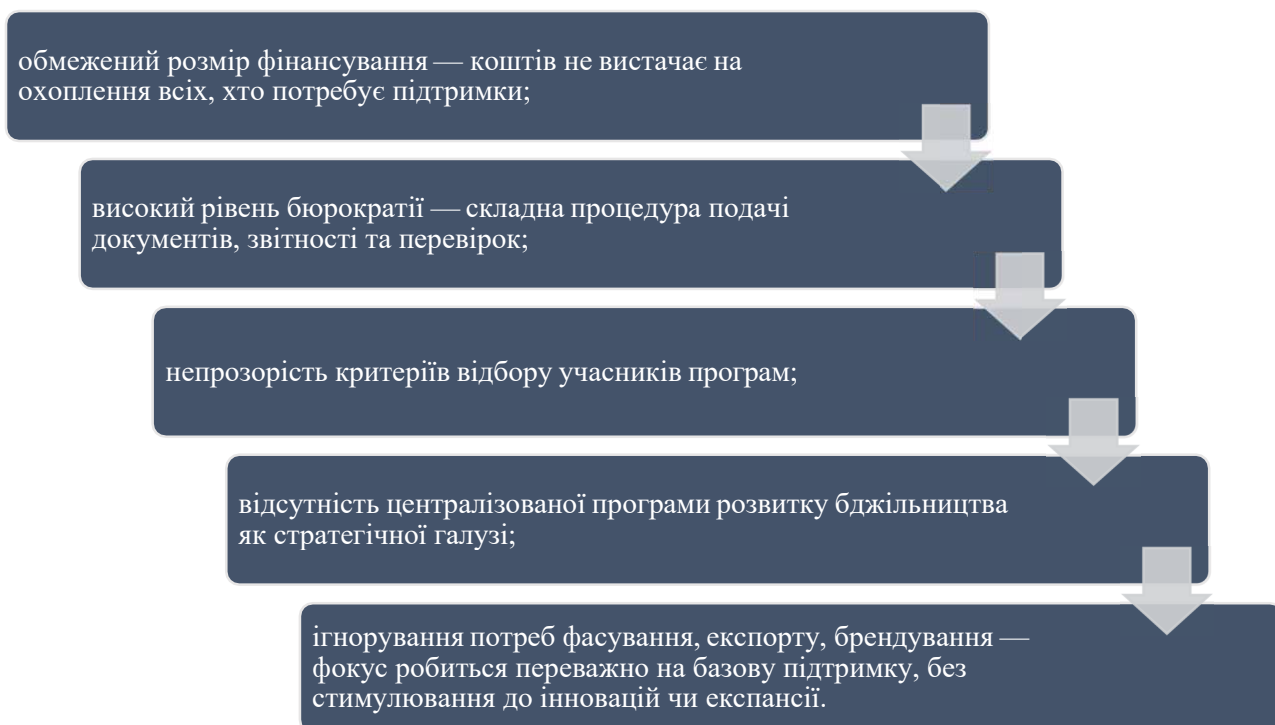 обмежений розмір фінансування — коштів не вистачає на
охоплення всіх, хто потребує підтримки;
високий рівень бюрократії — складна процедура подачі
документів, звітності та перевірок;
непрозорість критеріїв відбору учасників програм;
відсутність централізованої програми розвитку бджільництва
як стратегічної галузі;
ігнорування потреб фасування, експорту, брендування —
фокус робиться переважно на базову підтримку, без
стимулювання до інновацій чи експансії.